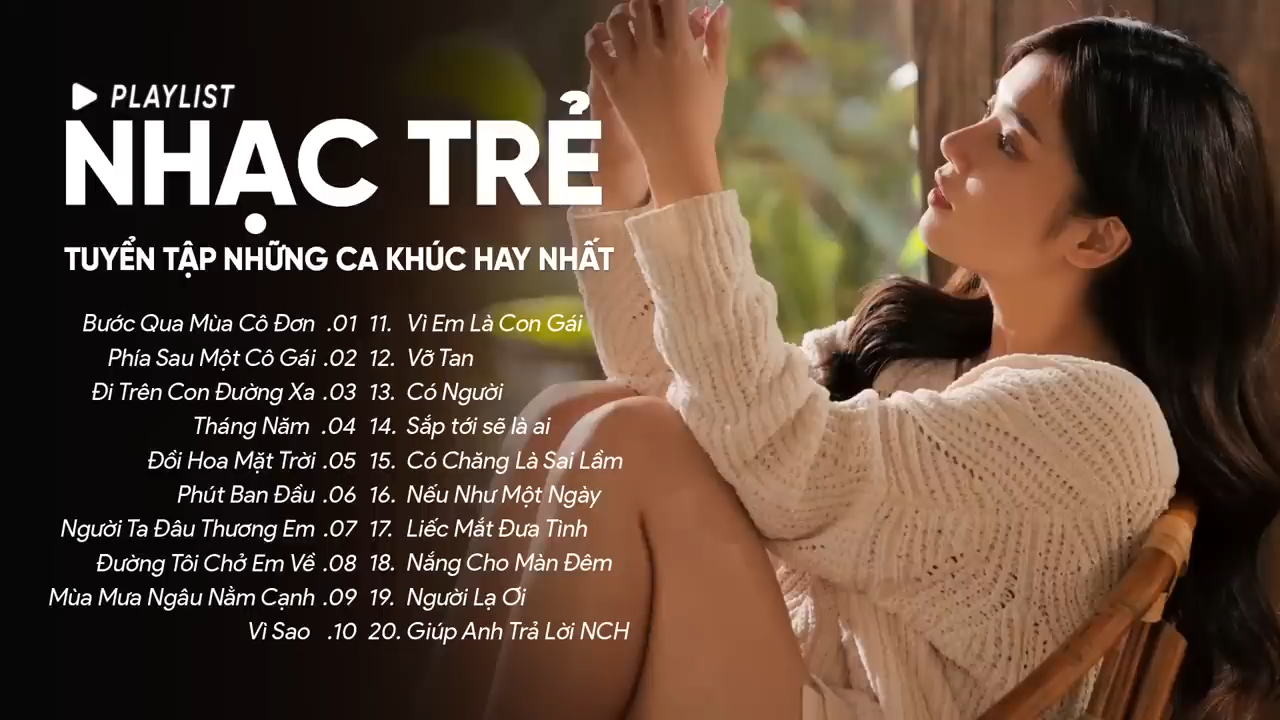 PLAYLIST
NHẠC TRẺ
TUYỂN TẬP NHỮNG CA KHÚC HAY NHẤT
Bước Qua Mùa Cô Đơn .01
Phía Sau Một Cô Gái .02
Đi Trên Con Đường Xa .03
Tháng Năm .04
Đồi Hoa Mặt Trời .05
Phút Ban Đầu .06
Người Ta Đâu Thương Em .07
Đường Tôi Chở Em Về .08
Mùa Mưa Ngâu Nằm Cạnh .09
Vì Sao .10
11. Vì Em Là Con Gái
12. Vỡ Tan
13. Có Người
14. Sắp tới sẽ là ai
15. Có Chăng Là Sai Lầm
16. Nếu Như Một Ngày
17. Liếc Mắt Đưa Tình
18. Nắng Cho Màn Đêm
19. Người Lạ Ơi
20. Giúp Anh Trả Lời NCH